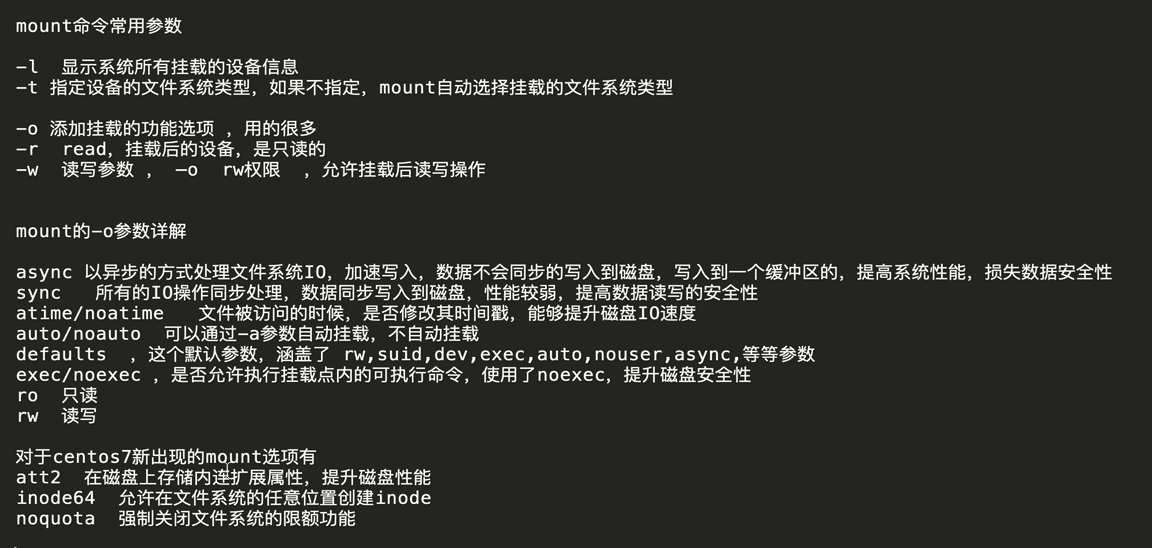 mount命令常用参数
-l 显示系统所有挂载的设备信息
-t 指定设备的文件系统类型，如果不指定，mount自动选择挂载的文件系统类型
-o 添加挂载的功能选项 ，用的很多
-r read，挂载后的设备，是只读的
-w 读写参数 ， -o rw权限 ，允许挂载后读写操作
mount的-o参数详解
async 以异步的方式处理文件系统IO，加速写入，数据不会同步的写入到磁盘，写入到一个缓冲区的，提高系统性能，损失数据安全性
sync 所有的IO操作同步处理，数据同步写入到磁盘，性能较弱，提高数据读写的安全性
atime/noatime 文件被访问的时候，是否修改其时间戳，能够提升磁盘IO速度
auto/noauto 可以通过-a参数自动挂载，不自动挂载
defaults ，这个默认参数，涵盖了 rw,suid,dev,exec,auto,nouser,async,等等参数
exec/noexec ，是否允许执行挂载点内的可执行命令，使用了noexec，提升磁盘安全性
ro 只读
rw 读写
对于centos7新出现的mount选项有
att2 在磁盘上存储内连扩展属性，提升磁盘性能
inode64 允许在文件系统的任意位置创建inode
noquota 强制关闭文件系统的限额功能